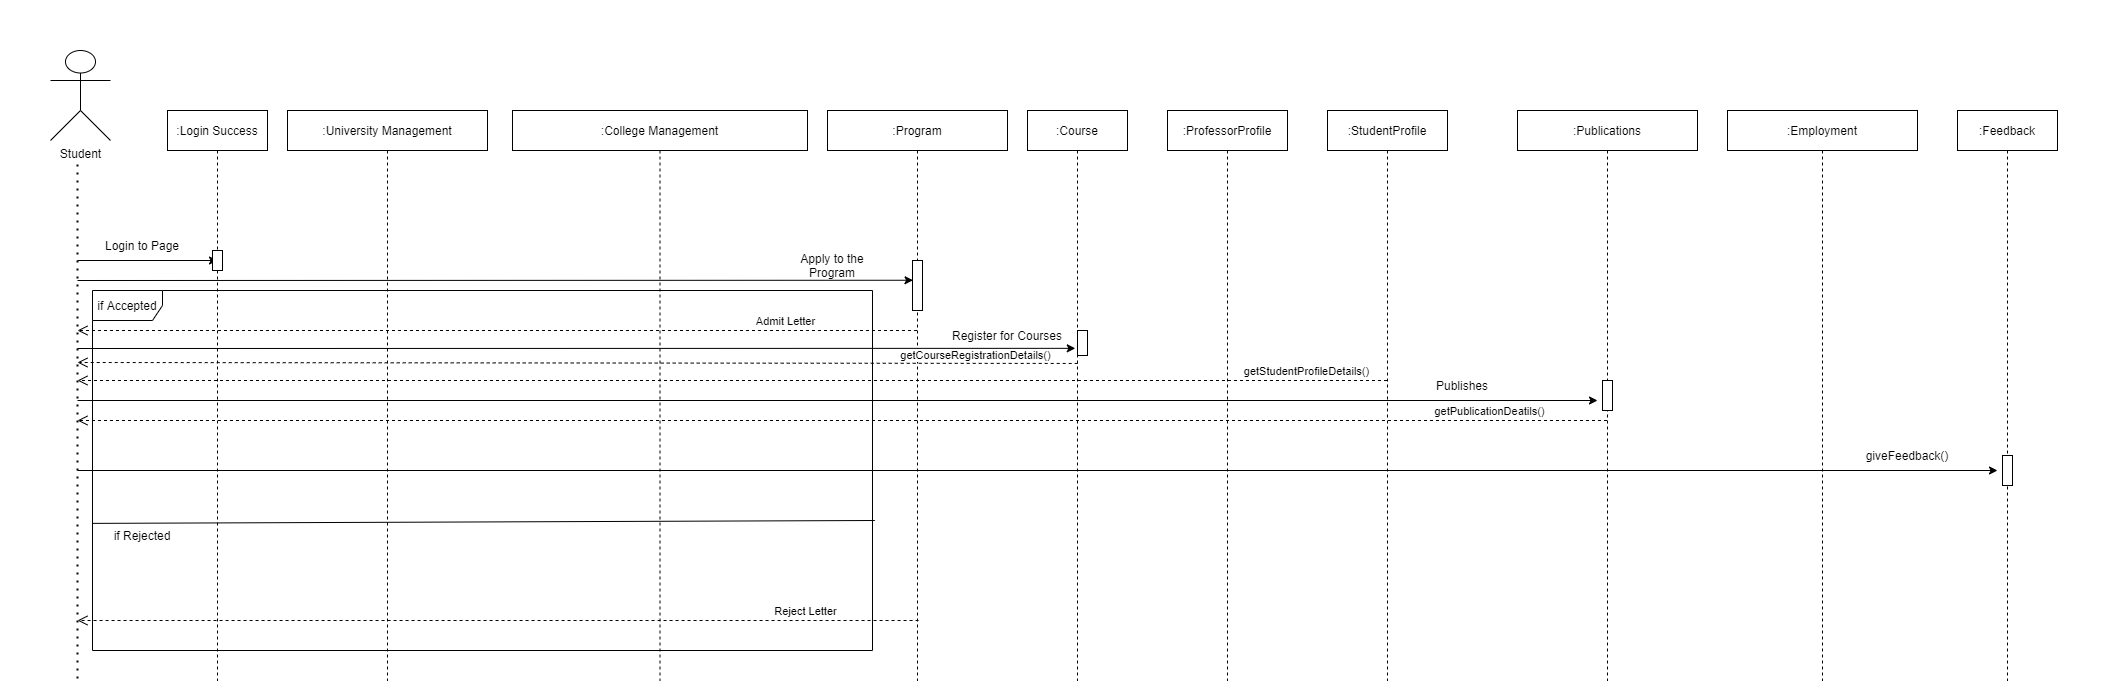 :Login Success
:University Management
:College Management
:Program
:Course
:ProfessorProfile
:StudentProfile
:Publications
:Employment
:Feedback
Student
Login to Page
Apply to the
Program
if Accepted
Admit Letter
Register for Courses
getCourseRegistrationDetails()
getStudentProfileDetails()
Publishes
getPublicationDeatils()
giveFeedback()
if Rejected
Reject Letter